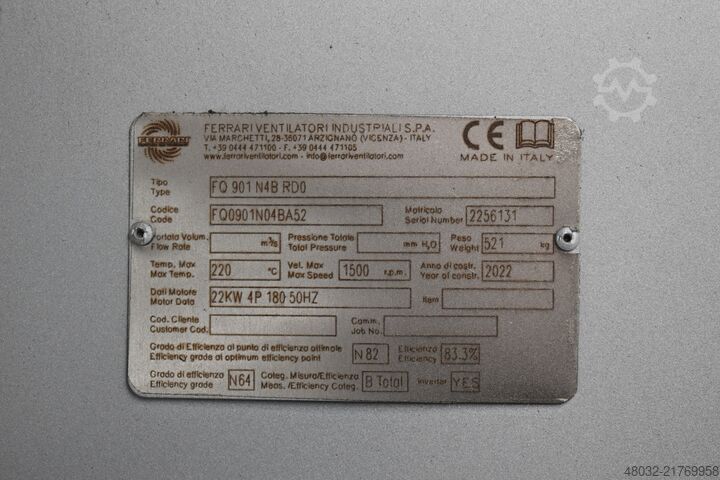 FERRARI
FERRARI VENTILATORI INDUSTRIALI S.P.A.
VIA MARCHETTI, 28-36071 ARZIGNANO (VICENZA) - ITALY
T. +39 0444 471100 - F. +39 0444 471105
www.ferrariventilatori.com - info@ferrariventilatori.com
CE
MADE IN ITALY
Tipo
Type
FQ 901 N4B RD0
Codice
Code
FQ0901N04BA52
Matricola
Serial Number
2256131
Portata Volum.
Flow Rate
m³/s
Pressione Totale
Total Pressure
mm H₂O
Peso
Weight
521
kg
Temp. Max
Max Temp.
220
°C
Vel. Max
Max Speed
1500
r.p.m.
Anno di costr.
Year of constr.
2022
Dati Motore
Motor Data
22KW 4P 180 50HZ
Item
Cod. Cliente
Customer Cod.
Comm.
Job No.
Grado di Efficienza al punto di efficienza ottimale
Efficiency grade at optimum efficiency point
N 82
Efficienza
Efficiency
83.3%
Grado di efficienza
Efficiency grade
N64
Categ. Misura/Efficienza
Meas. /Efficiency Categ.
B Total
Inverter
YES
48032-21769958